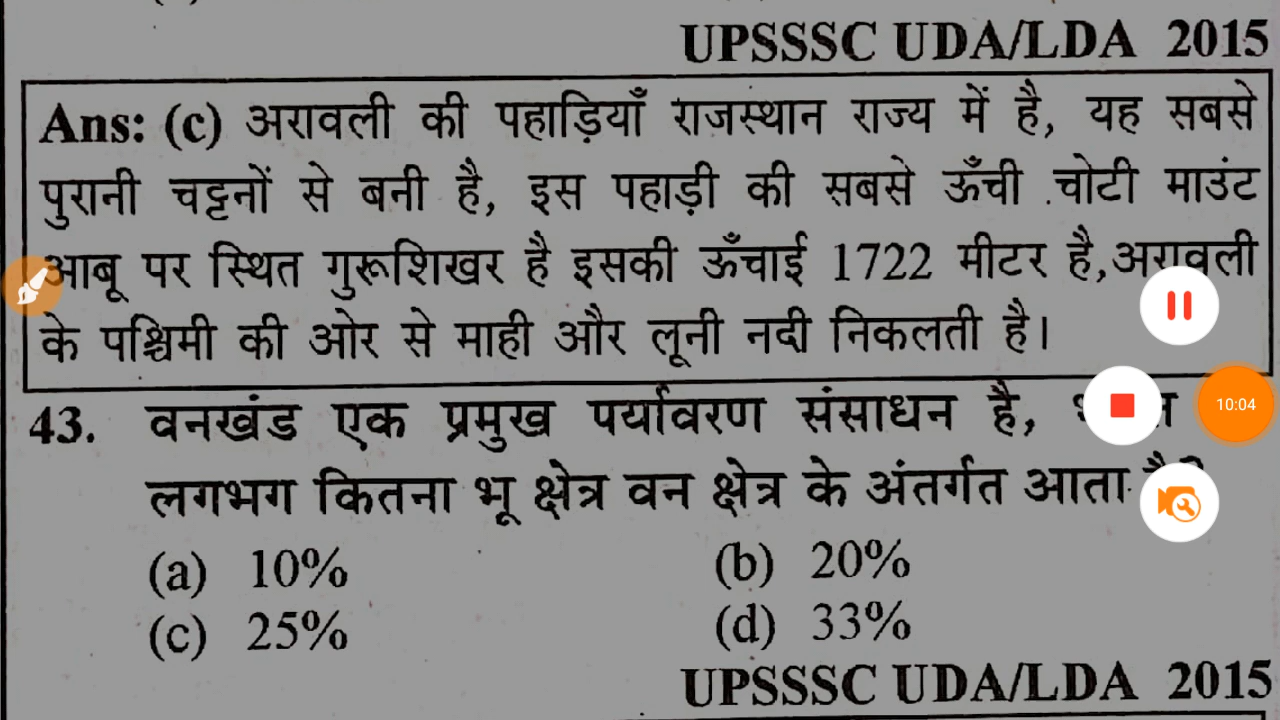 UPSSSC UDA/LDA 2015
Ans: (c) अरावली की पहाड़ियाँ राजस्थान राज्य में है, यह सबसे
पुरानी चट्टनों से बनी है, इस पहाड़ी की सबसे ऊँची चोटी माउंट
आबू पर स्थित गुरूशिखर है इसकी ऊँचाई 1722 मीटर है,अरावली
के पश्चिमी की ओर से माही और लूनी नदी निकलती है।
43. वनखंड एक प्रमुख पर्यावरण संसाधन है,
लगभग कितना भू क्षेत्र वन क्षेत्र के अंतर्गत आता
(a) 10% (b) 20%
(c) 25% (d) 33%
UPSSSC UDA/LDA 2015
10:04